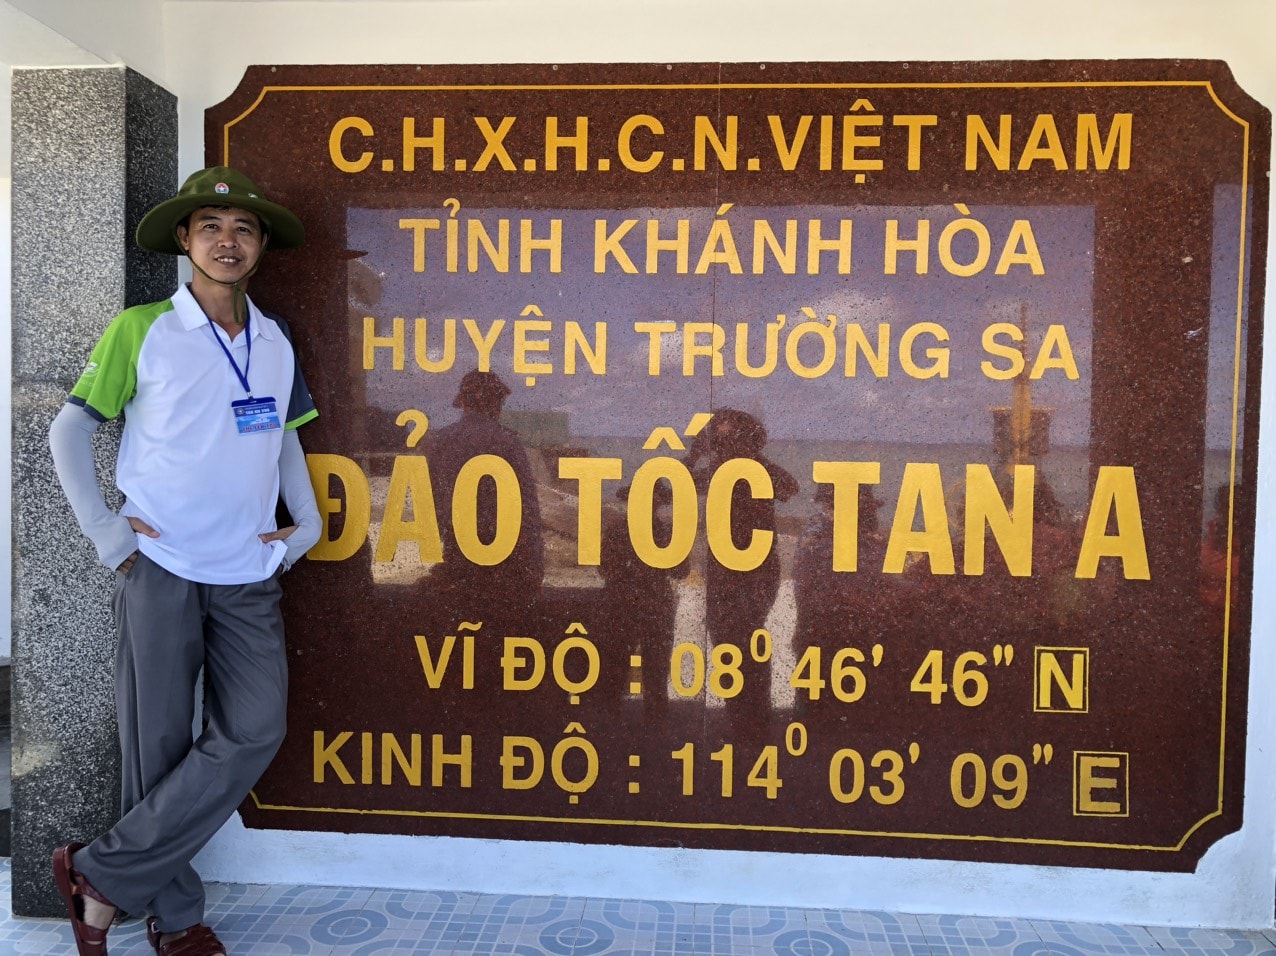 C.H.X.H.C.N.VIỆT NAM
TỈNH KHÁNH HÒA
HUYỆN TRƯỜNG SA
ĐẢO TỐC TAN A
VĨ ĐỘ : 08⁰ 46' 46" N
KINH ĐỘ : 114⁰ 03' 09" E